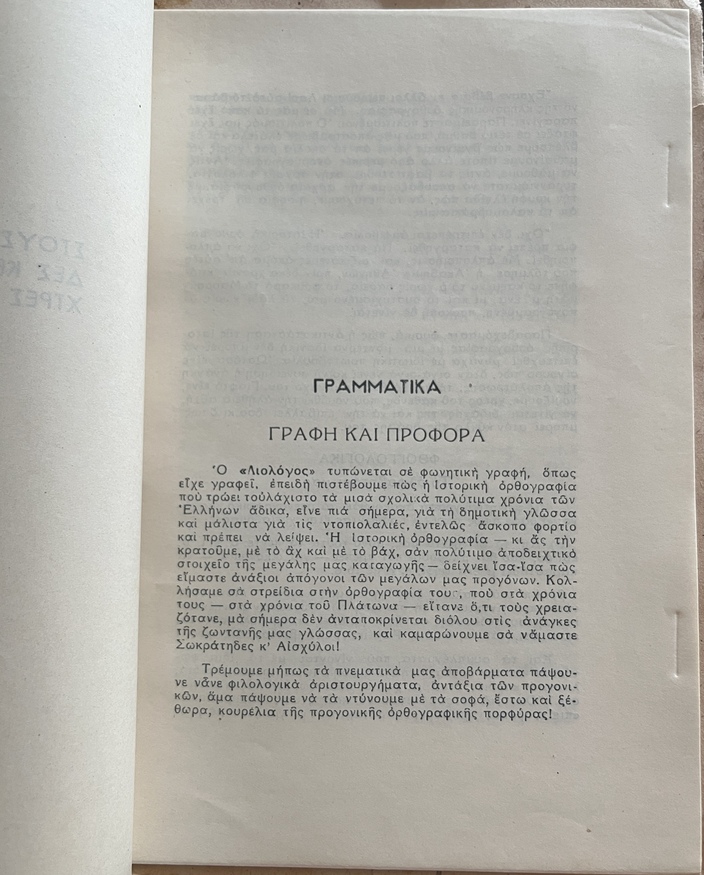 ΓΡΑΜΜΑΤΙΚΑ
ΓΡΑΦΗ ΚΑΙ ΠΡΟΦΟΡΑ
Ὁ «Λιολόγος» τυπώνεται σὲ φωνητικὴ γραφή, ὅπως
εἶχε γραφεῖ, ἐπειδὴ πιστέβουμε πὼς ἡ ἱστορικὴ ὀρθογραφία
ποὺ τρώει τοὐλάχιστο τὰ μισὰ σχολικὰ πολύτιμα χρόνια τῶν
Ἑλλήνων ἄδικα, εἶνε πιὰ σήμερα, γιὰ τὴ δημοτικὴ γλῶσσα
καὶ μάλιστα γιὰ τὶς ντοπιολαλιές, ἐντελῶς ἄσκοπο φορτίο
καὶ πρέπει νὰ λείψει. Ἡ ἱστορικὴ ὀρθογραφία — κι ἂς τὴν
κρατοῦμε, μὲ τὸ ἂχ καὶ μὲ τὸ βάχ, σὰν πολύτιμο ἀποδειχτικὸ
στοιχεῖο τῆς μεγάλης μας καταγωγῆς — δείχνει ἴσα-ἴσα πὼς
εἴμαστε ἀνάξιοι ἀπόγονοι τῶν μεγάλων μας προγόνων. Κολ-
λήσαμε σὰ στρείδια στὴν ὀρθογραφία τους, ποὺ στὰ χρόνια
τους — στὰ χρόνια τοῦ Πλάτωνα — εἴτανε ὅ,τι τοὺς χρεια-
ζότανε, μὰ σήμερα δὲν ἀνταποκρίνεται διόλου στὶς ἀνάγκες
τῆς ζωντανῆς μας γλώσσας, καὶ καμαρώνουμε σὰ νάμαστε
Σωκράτηδες κ' Αἰσχύλοι!
Τρέμουμε μήπως τὰ πνεματικὰ μας ἀποβάρματα πάψου-
νε νἆνε φιλολογικὰ ἀριστουργήματα, ἀντάξια τῶν προγονι-
κῶν, ἅμα πάψουμε νὰ τὰ ντύνουμε μὲ τὰ σοφά, ἔστω καὶ ξέ-
θωρα, κουρέλια τῆς προγονικῆς ὀρθογραφικῆς πορφύρας!